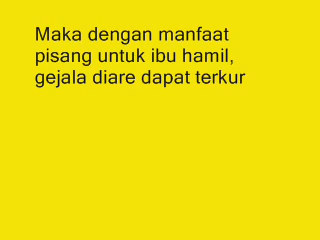 Maka dengan manfaat
pisang untuk ibu hamil,
gejala diare dapat terkur